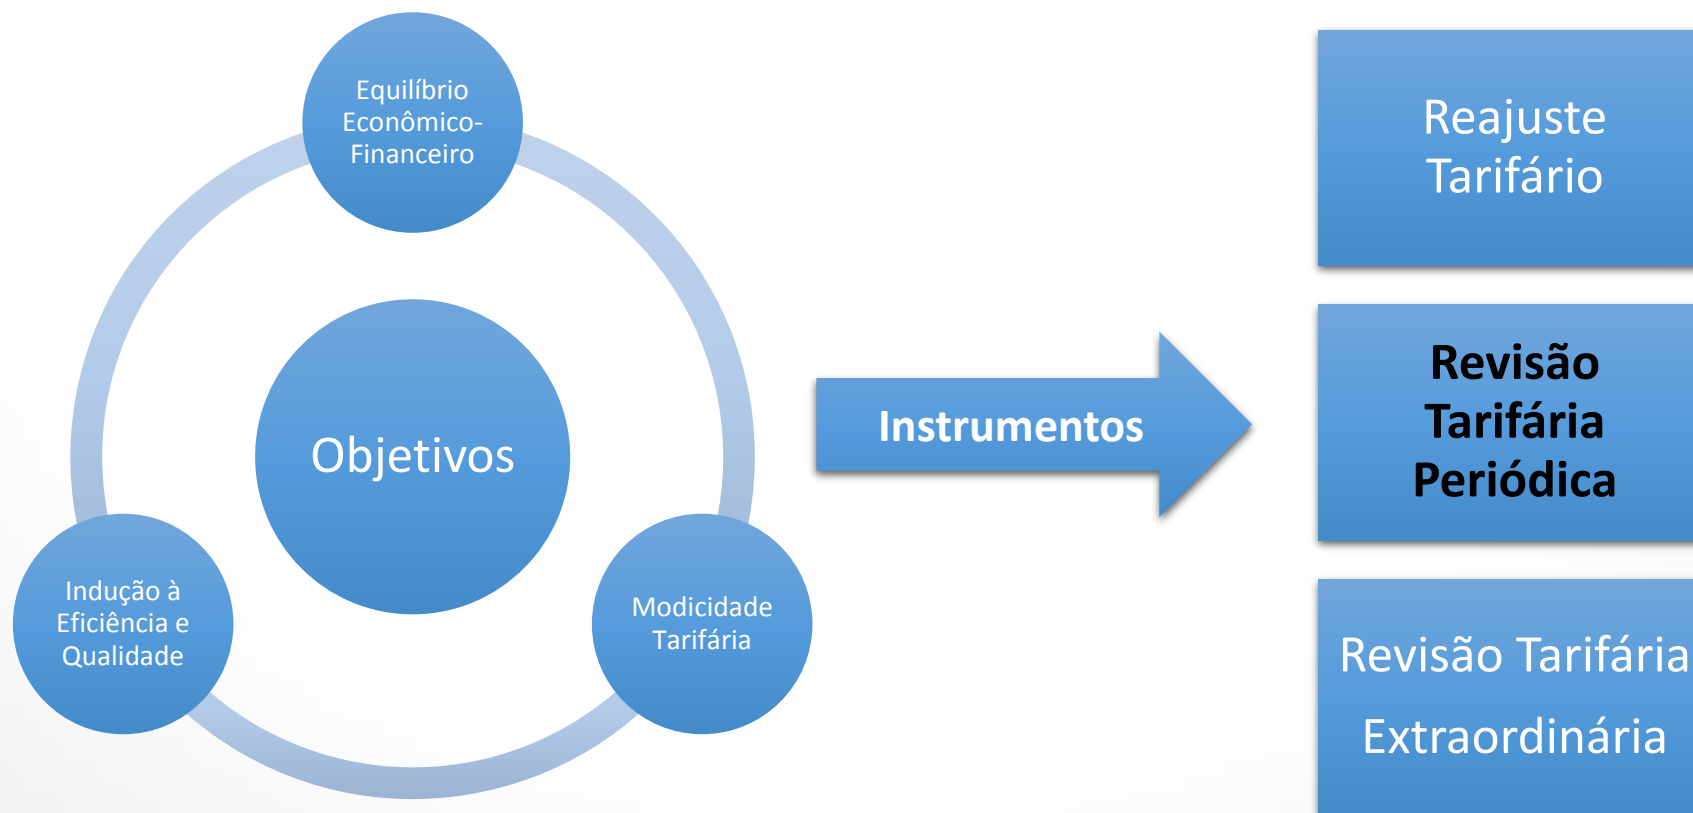 Equilíbrio
Econômico-
Financeiro
Objetivos
Indução à
Eficiência e
Qualidade
Modicidade
Tarifária
Instrumentos
Reajuste
Tarifário
Revisão
Tarifária
Periódica
Revisão Tarifária
Extraordinária